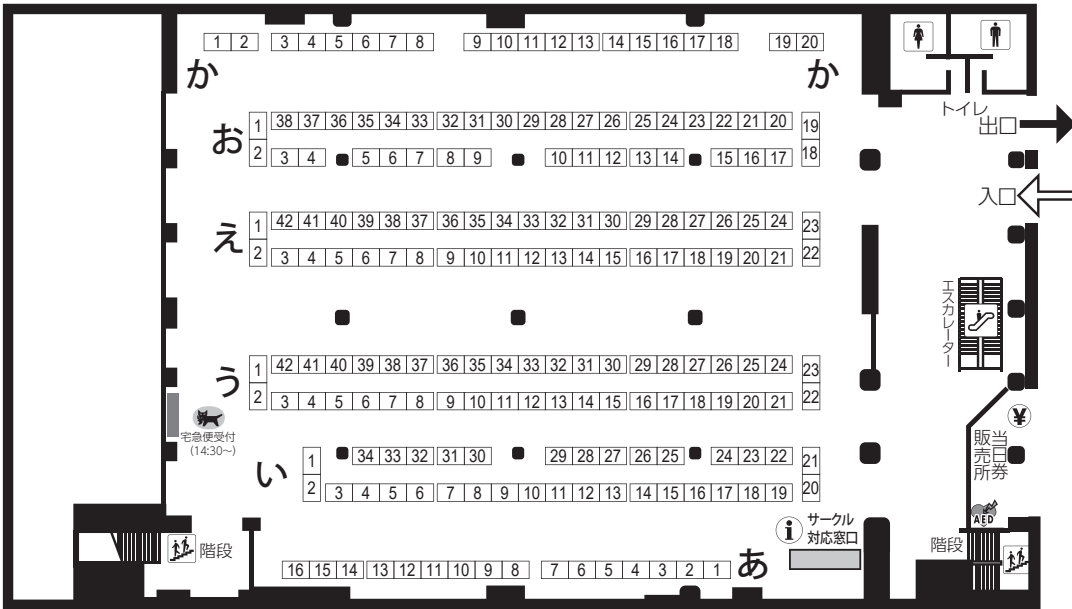 1 2 3 4 5 6 7 8 9 10 11 12 13 14 15 16 17 18 19 20
か か
トイレ
出口
入口
お
1 38 37 36 35 34 33 32 31 30 29 28 27 26 25 24 23 22 21 20 19
2 3 4 5 6 7 8 9 10 11 12 13 14 15 16 17 18
え
1 42 41 40 39 38 37 36 35 34 33 32 31 30 29 28 27 26 25 24 23
2 3 4 5 6 7 8 9 10 11 12 13 14 15 16 17 18 19 20 21 22
エスカレーター
う
1 42 41 40 39 38 37 36 35 34 33 32 31 30 29 28 27 26 25 24 23
2 3 4 5 6 7 8 9 10 11 12 13 14 15 16 17 18 19 20 21 22
宅急便受付
(14:30〜)
¥
当日券
販売所
い
1 34 33 32 31 30 29 28 27 26 25 24 23 22 21
2 3 4 5 6 7 8 9 10 11 12 13 14 15 16 17 18 19 20
AED
i
サークル
対応窓口
階段
階段
16 15 14 13 12 11 10 9 8 7 6 5 4 3 2 1
あ